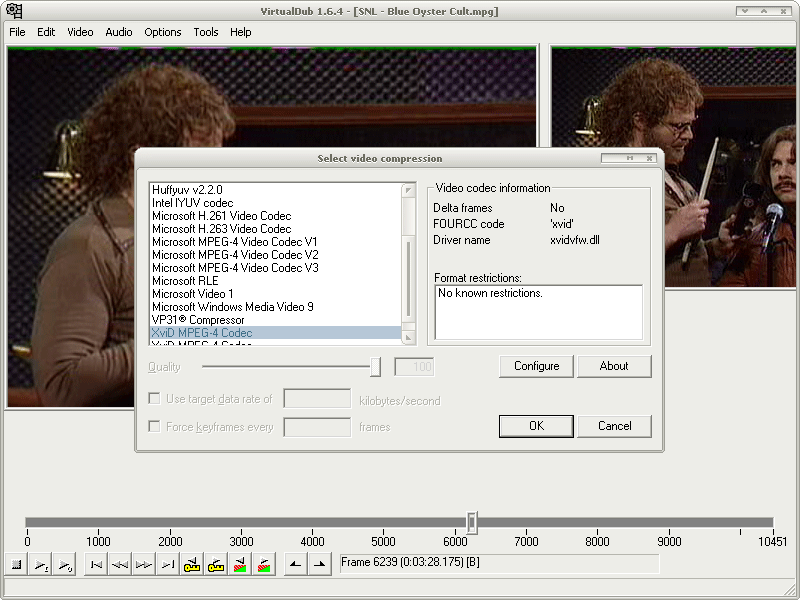 VirtualDub 1.6.4 - [SNL - Blue Oyster Cult.mpg]
File Edit Video Audio Options Tools Help
Select video compression
Huffyuv v2.2.0
Intel IYUV codec
Microsoft H.261 Video Codec
Microsoft H.263 Video Codec
Microsoft MPEG-4 Video Codec V1
Microsoft MPEG-4 Video Codec V2
Microsoft MPEG-4 Video Codec V3
Microsoft RLE
Microsoft Video 1
Microsoft Windows Media Video 9
VP31® Compressor
XviD MPEG-4 Codec
XviD MPEG-4 Codec
Video codec information
Delta frames No
FOURCC code 'xvid'
Driver name xvidvfw.dll
Format restrictions:
No known restrictions.
Quality 100
Configure About
Use target data rate of kilobytes/second
Force keyframes every frames
OK Cancel
0 1000 2000 3000 4000 5000 6000 7000 8000 9000 10451
Frame 6239 (0:03:28.175) [B]